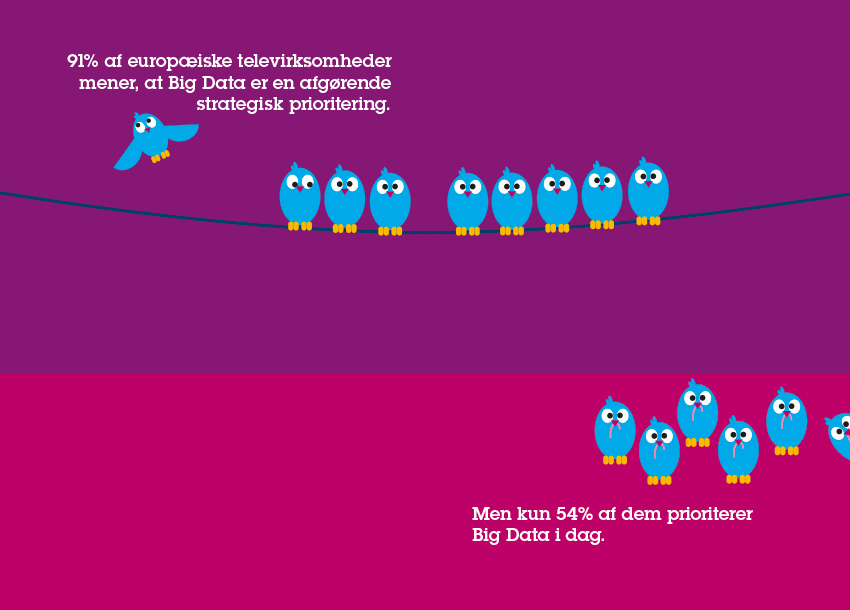 91% af europæiske televirksomheder
mener, at Big Data er en afgørende
strategisk prioritering.
Men kun 54% af dem prioriterer
Big Data i dag.